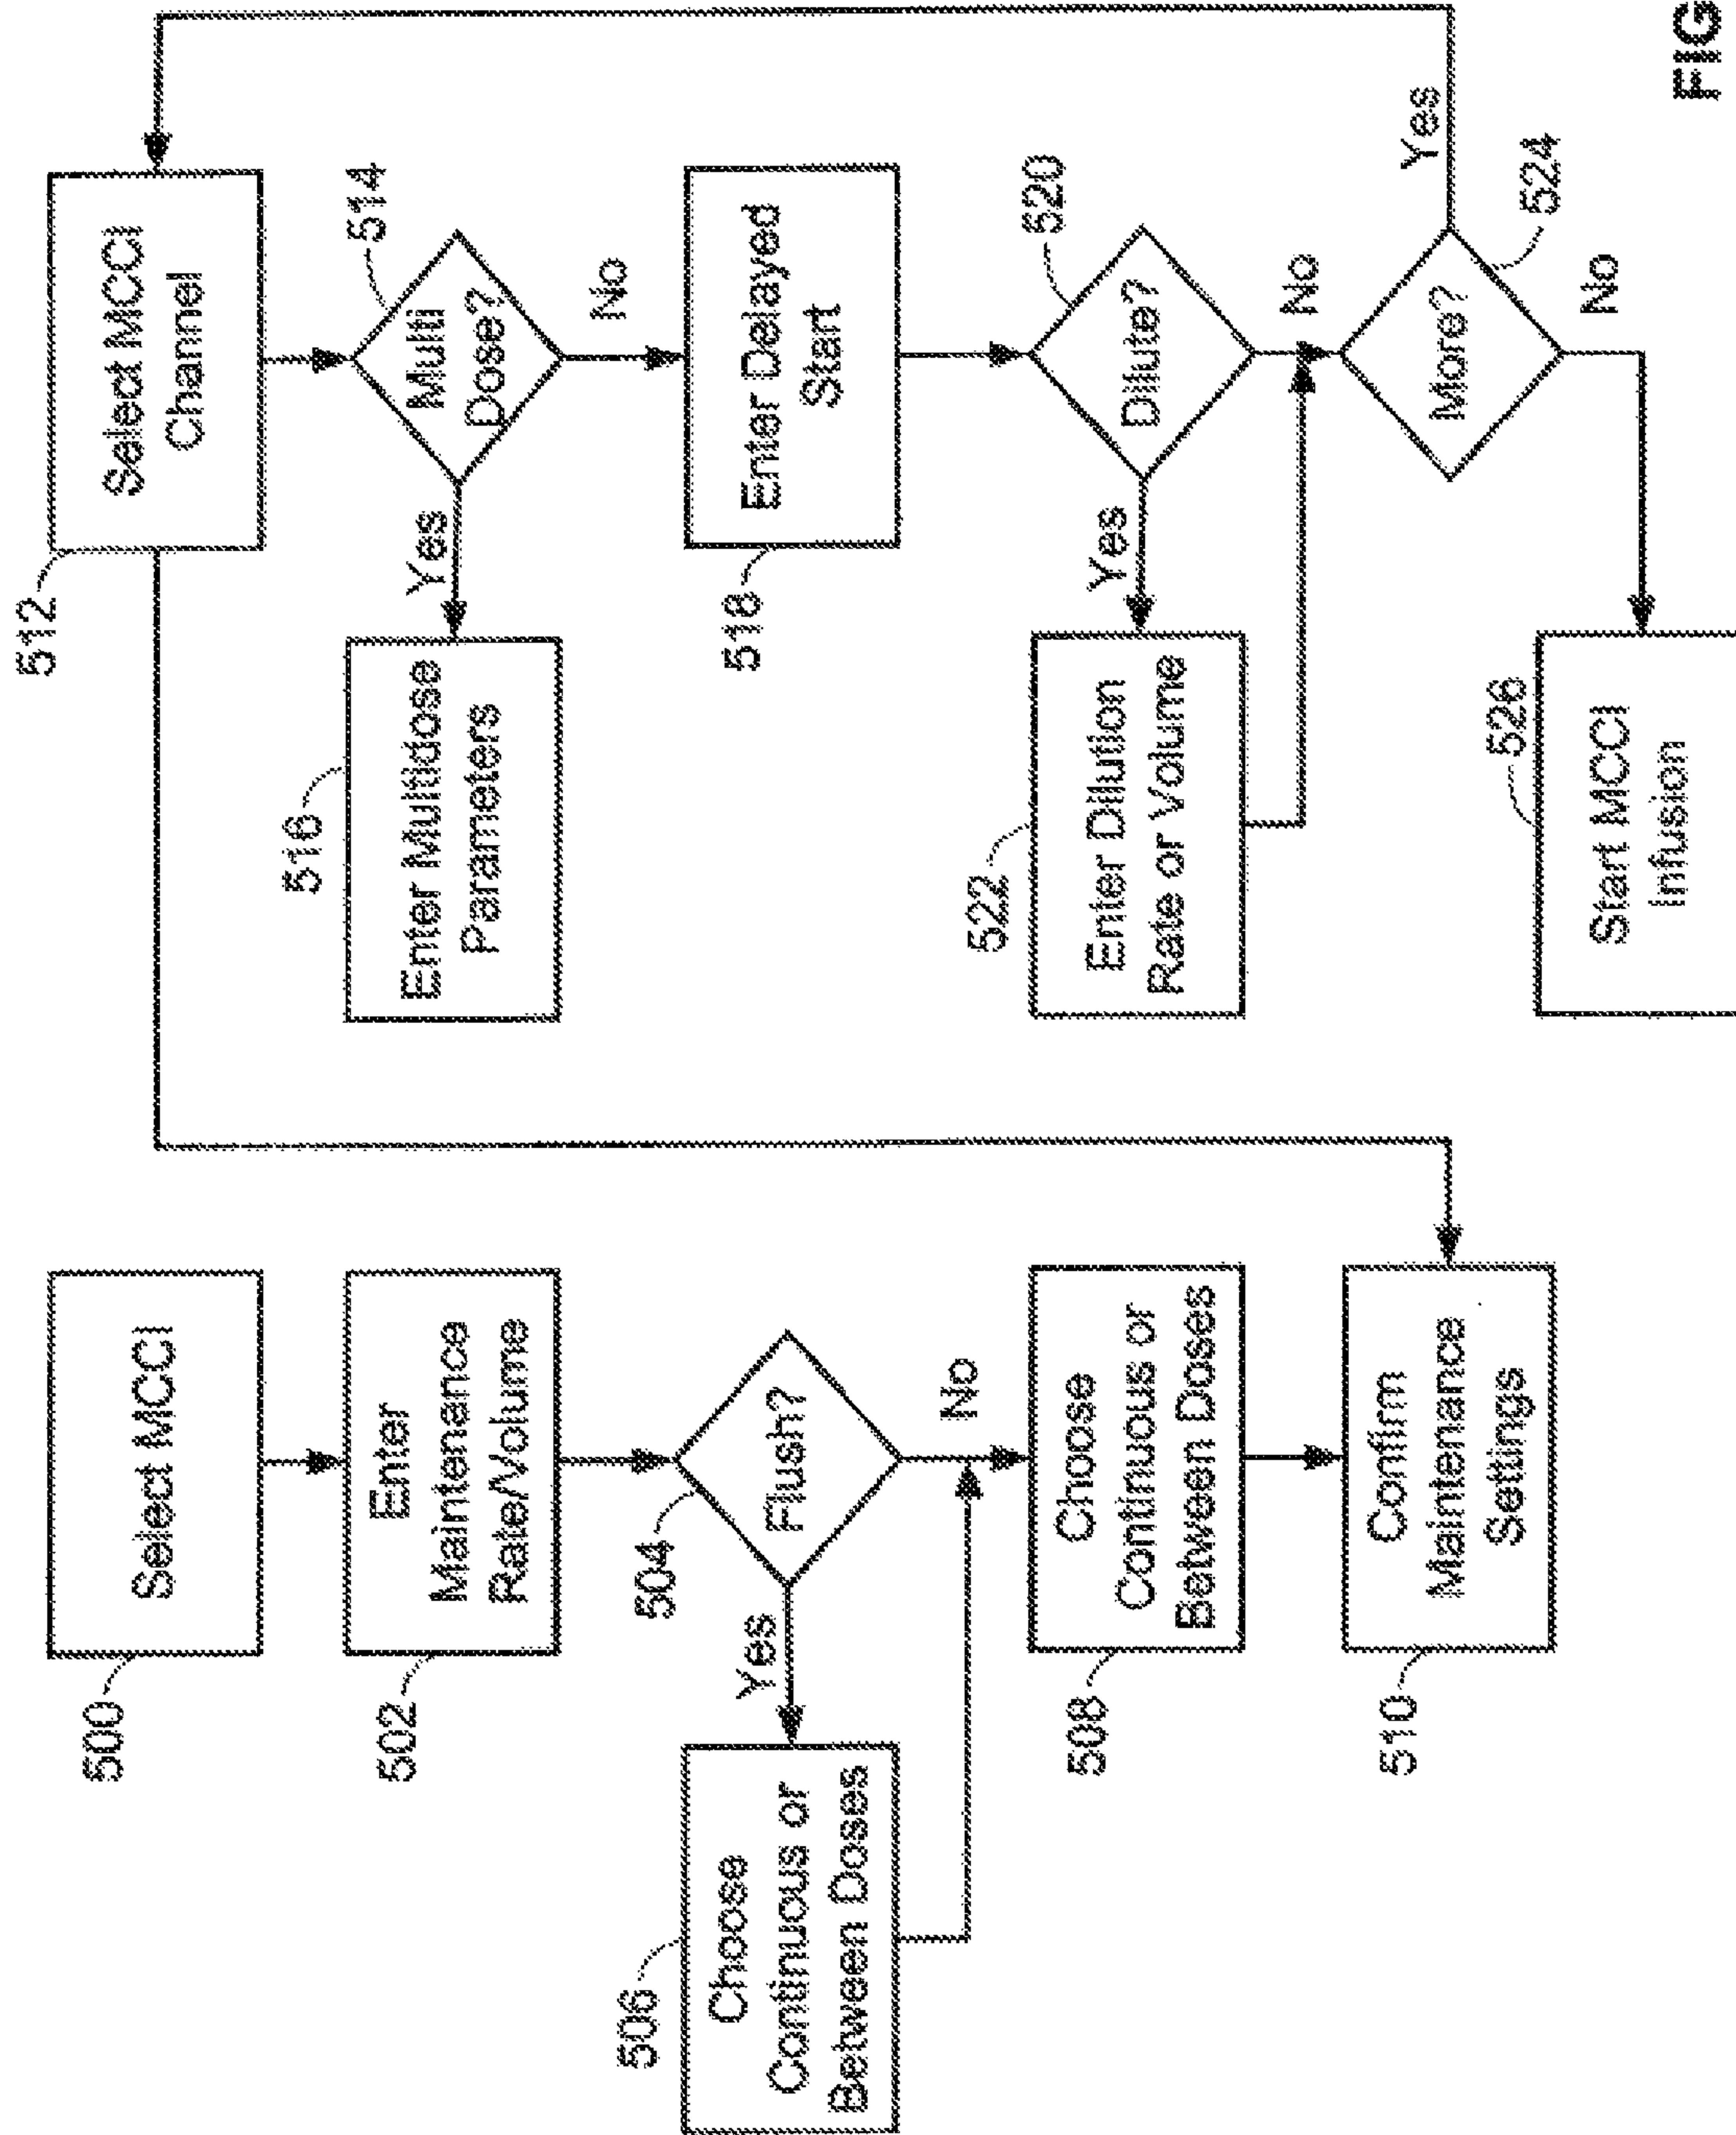 500
Select MCCI
502
Enter
Maintenance
Rate/Volume
504
Flush?
Yes
No
506
Choose
Continuous or
Between Doses
508
Choose
Continuous or
Between Doses
510
Confirm
Maintenance
Settings
512
Select MCCI
Channel
514
Multi
Dose?
Yes
No
516
Enter Multidose
Parameters
518
Enter Delayed
Start
520
Dilute?
Yes
No
522
Enter Dilution
Rate or Volume
524
More?
Yes
No
526
Start MCCI
Infusion
FIG